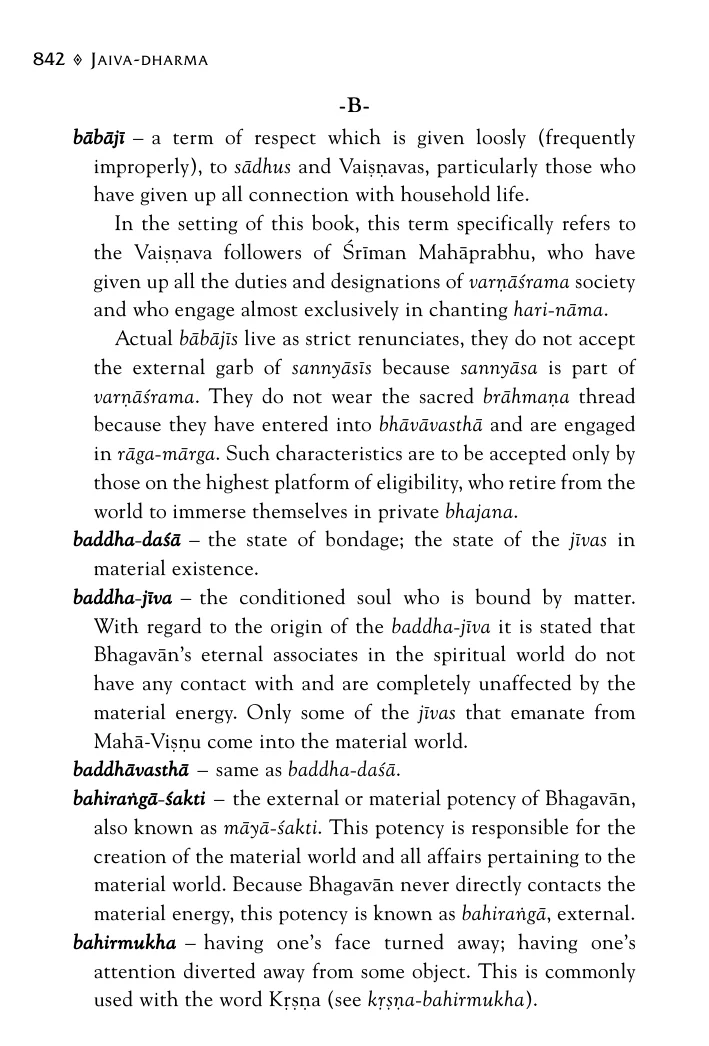 842 ◊ Jaiva-dharma
-B-
bābājī – a term of respect which is given loosly (frequently
improperly), to sādhus and Vaiṣṇavas, particularly those who
have given up all connection with household life.
In the setting of this book, this term specifically refers to
the Vaiṣṇava followers of Śrīman Mahāprabhu, who have
given up all the duties and designations of varṇāśrama society
and who engage almost exclusively in chanting hari-nāma.
Actual bābājīs live as strict renunciates, they do not accept
the external garb of sannyāsīs because sannyāsa is part of
varṇāśrama. They do not wear the sacred brāhmaṇa thread
because they have entered into bhāvāvasthā and are engaged
in rāga-mārga. Such characteristics are to be accepted only by
those on the highest platform of eligibility, who retire from the
world to immerse themselves in private bhajana.
baddha-daśā – the state of bondage; the state of the jīvas in
material existence.
baddha-jīva – the conditioned soul who is bound by matter.
With regard to the origin of the baddha-jīva it is stated that
Bhagavān’s eternal associates in the spiritual world do not
have any contact with and are completely unaffected by the
material energy. Only some of the jīvas that emanate from
Mahā-Viṣṇu come into the material world.
baddhāvasthā – same as baddha-daśā.
bahiraṅgā-śakti – the external or material potency of Bhagavān,
also known as māyā-śakti. This potency is responsible for the
creation of the material world and all affairs pertaining to the
material world. Because Bhagavān never directly contacts the
material energy, this potency is known as bahiraṅgā, external.
bahirmukha – having one’s face turned away; having one’s
attention diverted away from some object. This is commonly
used with the word Kṛṣṇa (see kṛṣṇa-bahirmukha).